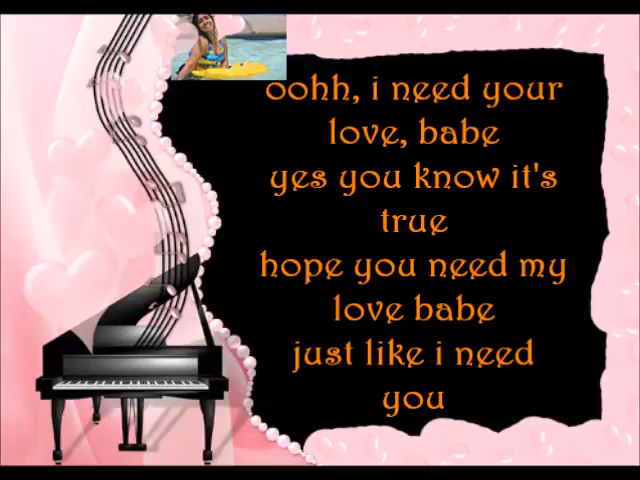 oohh, i need your
love, babe
yes you know it's
true
hope you need my
love babe
just like i need
you